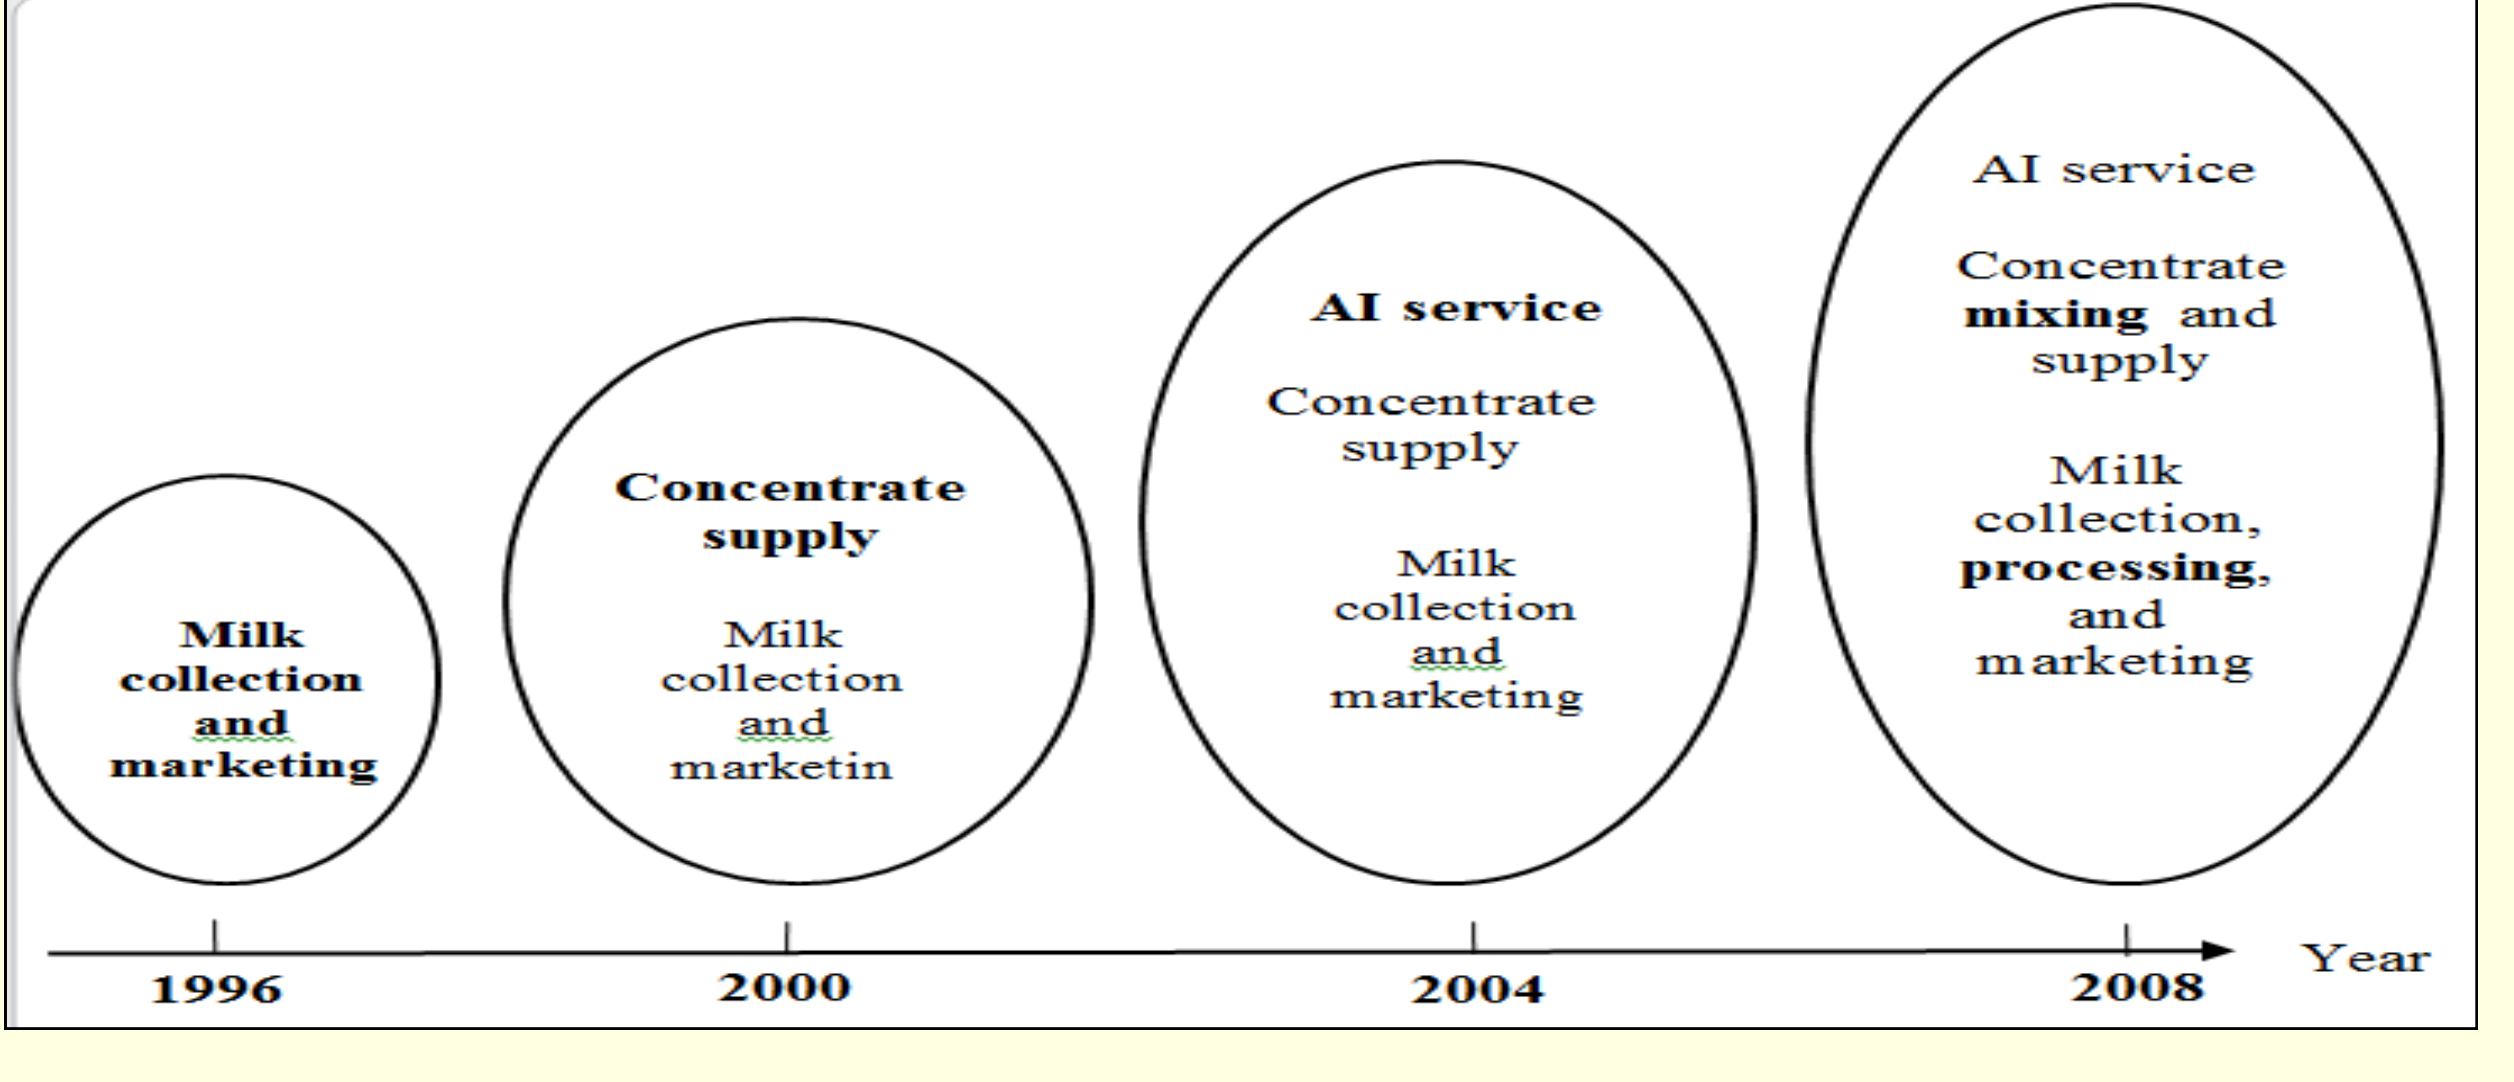 Milk
collection
and
marketing
Concentrate
supply
Milk
collection
and
marketin
AI service
Concentrate
supply
Milk
collection
and
marketing
AI service
Concentrate
mixing and
supply
Milk
collection,
processing,
and
marketing
1996
2000
2004
2008
Year